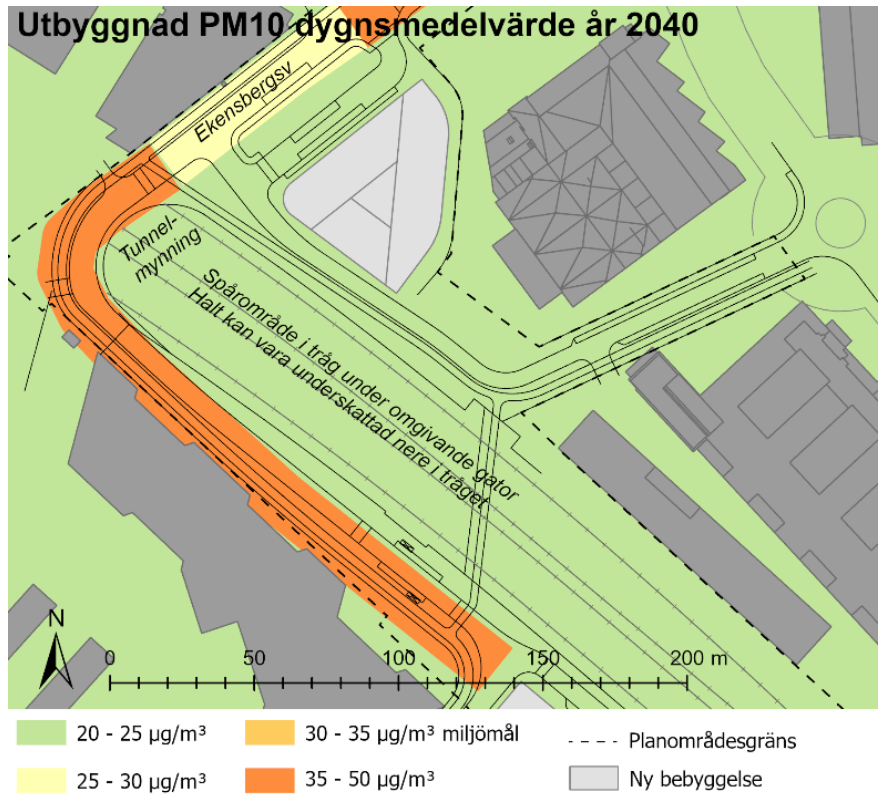 Utbyggnad PM10 dygnsmedelvärde år 2040
Ekensbergsv
Tunnel-
mynning
Spårområde i tråg under omgivande gator
Halt kan vara underskattad nere i tråget
N
0 50 100 150 200 m
20 - 25 µg/m³
30 - 35 µg/m³ miljömål
Planområdesgräns
25 - 30 µg/m³
35 - 50 µg/m³
Ny bebyggelse